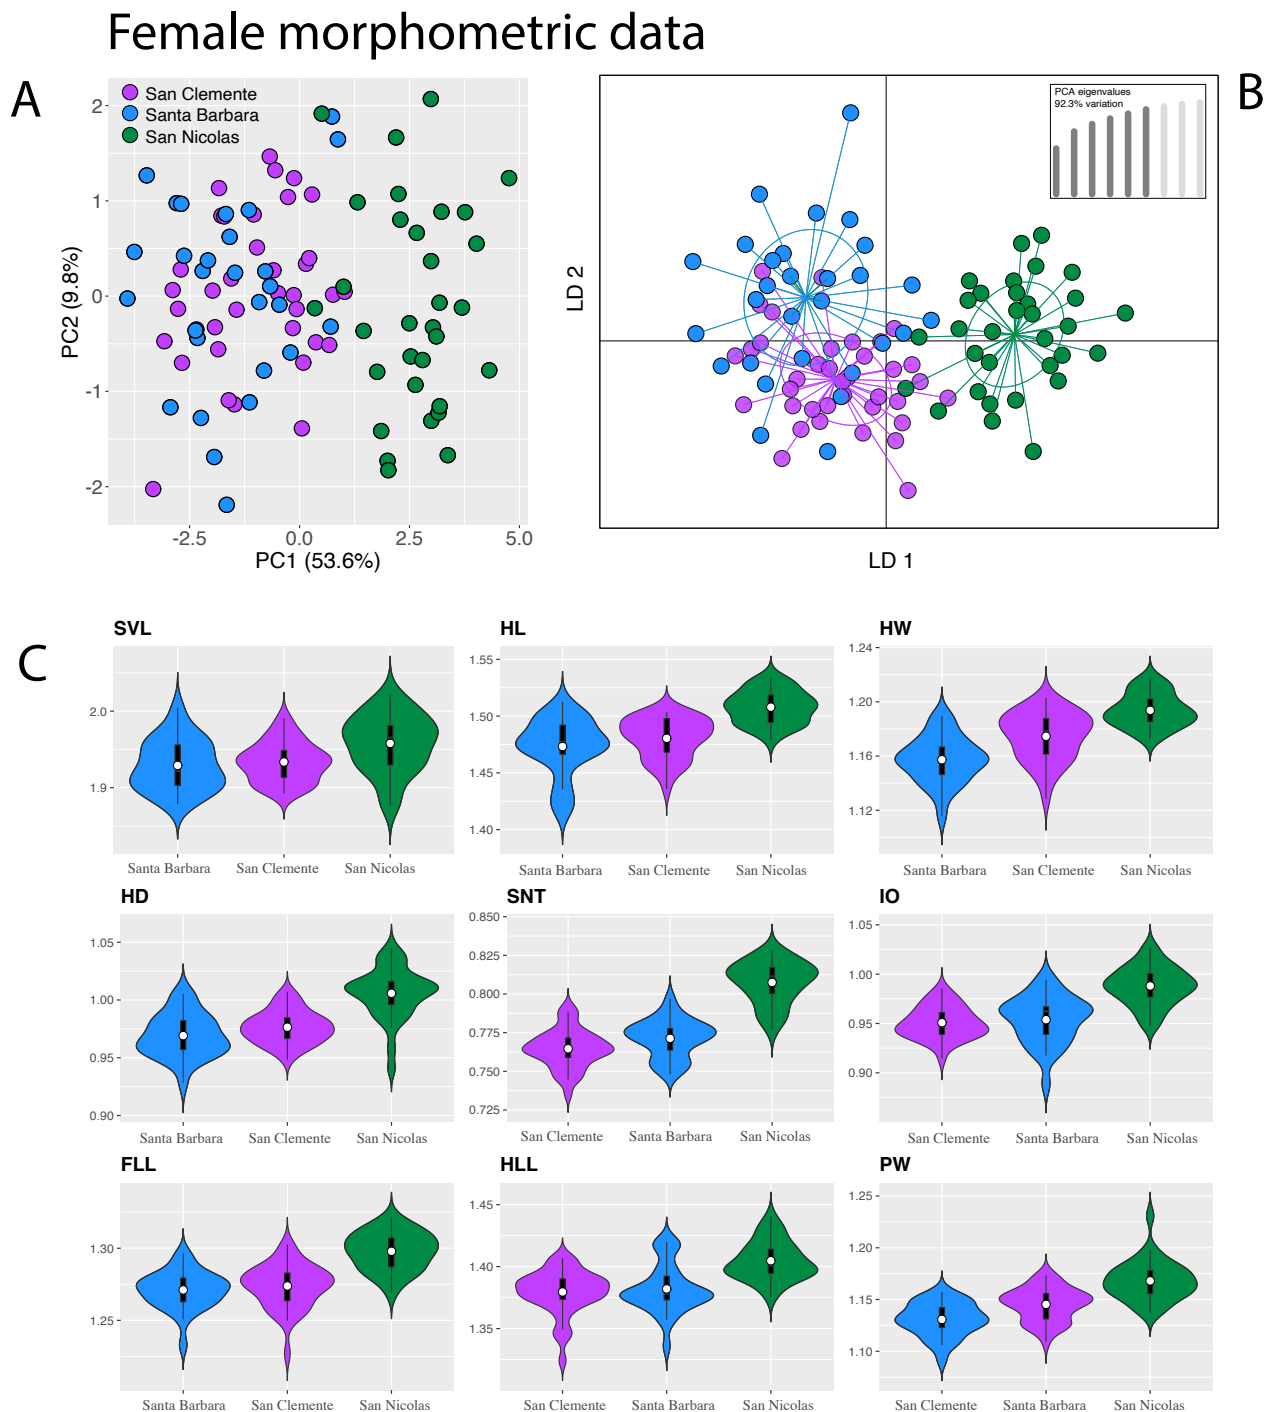 Female morphometric data
A
San Clemente
Santa Barbara
San Nicolas
2
1
0
-1
-2
-2.5
0.0
2.5
5.0
PC2 (9.8%)
PC1 (53.6%)
B
PCA eigenvalues
92.3% variation
LD 2
LD 1
C
SVL
2.0
1.9
Santa Barbara
San Clemente
San Nicolas
HL
1.55
1.50
1.45
1.40
Santa Barbara
San Clemente
San Nicolas
HW
1.24
1.20
1.16
1.12
Santa Barbara
San Clemente
San Nicolas
HD
1.05
1.00
0.95
0.90
Santa Barbara
San Clemente
San Nicolas
SNT
0.850
0.825
0.800
0.775
0.750
0.725
San Clemente
Santa Barbara
San Nicolas
IO
1.05
1.00
0.95
0.90
San Clemente
Santa Barbara
San Nicolas
FLL
1.30
1.25
Santa Barbara
San Clemente
San Nicolas
HLL
1.45
1.40
1.35
San Clemente
Santa Barbara
San Nicolas
PW
1.25
1.20
1.15
1.10
San Clemente
Santa Barbara
San Nicolas